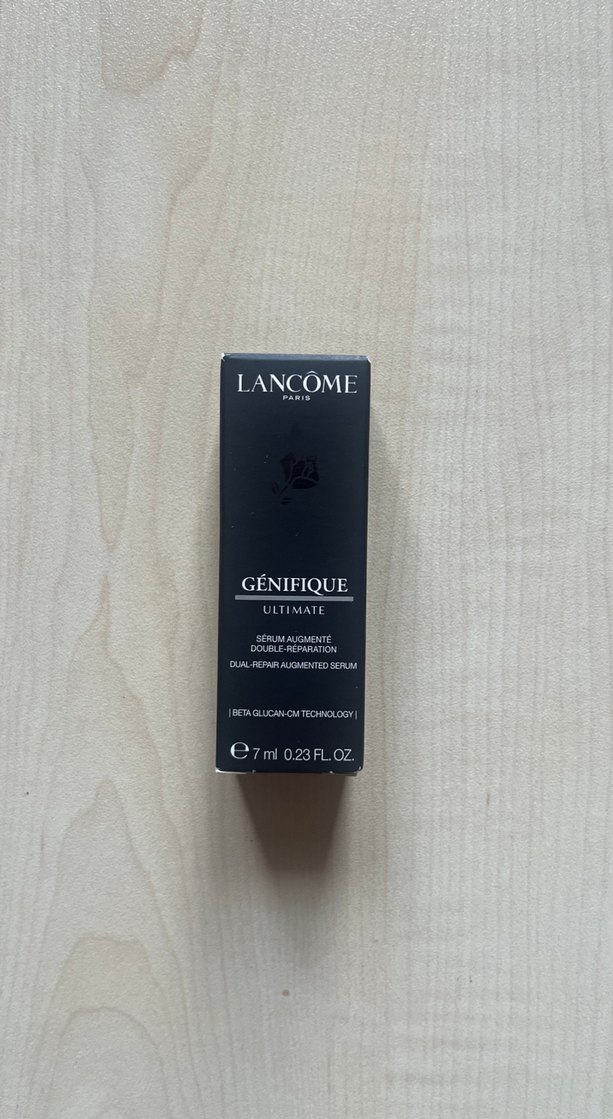 LANCÔME
PARIS
GÉNIFIQUE
ULTIMATE
SÉRUM AUGMENTÉ
DOUBLE-RÉPARATION
DUAL-REPAIR AUGMENTED SERUM
| BETA GLUCAN-CM TECHNOLOGY |
℮ 7 ml 0.23 FL. OZ.